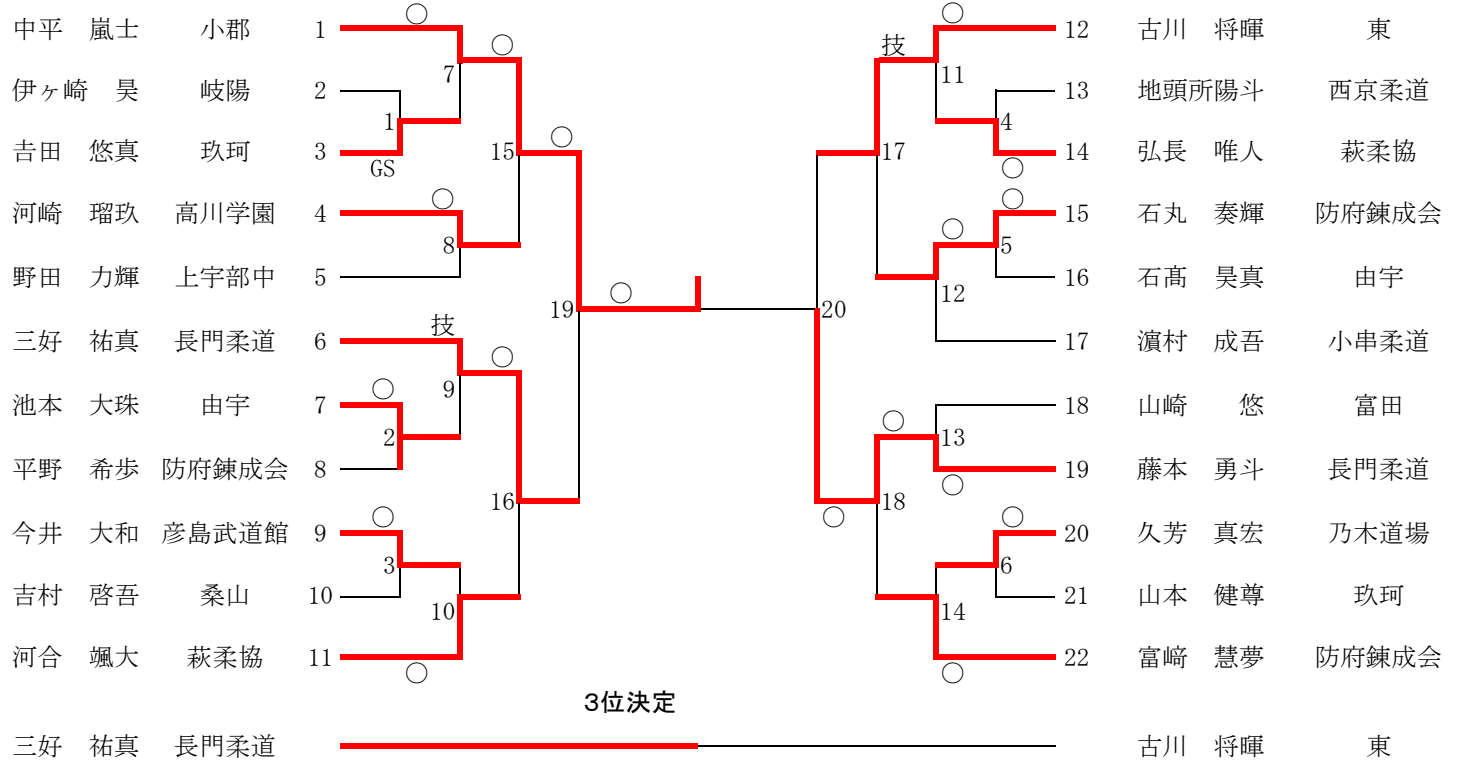 中平 嵐士 小郡 1
伊ヶ崎 昊 岐陽 2
吉田 悠真 玖珂 3
河崎 瑠玖 高川学園 4
野田 力輝 上宇部中 5
三好 祐真 長門柔道 6
池本 大珠 由宇 7
平野 希歩 防府錬成会 8
今井 大和 彦島武道館 9
吉村 啓吾 桑山 10
河合 颯大 萩柔協 11
○ ○ 7
1
GS
15 ○
○ 8
19 ○
技 ○
○ 9
2
16
○ 3
10
○
○
技 11
4
17 ○
○
○ 5
12
20
○ 13
○
○ 18
○ 6
14
○
12 古川 将暉 東
13 地頭所陽斗 西京柔道
14 弘長 唯人 萩柔協
15 石丸 奏輝 防府錬成会
16 石髙 昊真 由宇
17 濵村 成吾 小串柔道
18 山崎 悠 富田
19 藤本 勇斗 長門柔道
20 久芳 真宏 乃木道場
21 山本 健尊 玖珂
22 富﨑 慧夢 防府錬成会
3位決定
三好 祐真 長門柔道 古川 将暉 東